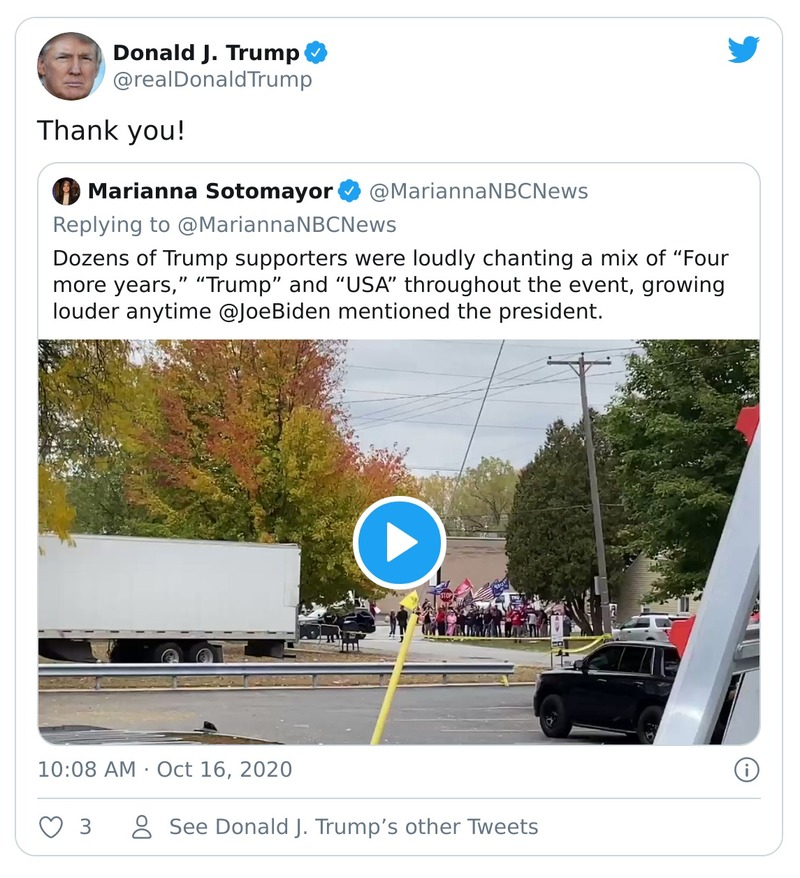 Donald J. Trump
@realDonaldTrump
Thank you!
Marianna Sotomayor @MariannaNBCNews
Replying to @MariannaNBCNews
Dozens of Trump supporters were loudly chanting a mix of “Four
more years,” “Trump” and “USA” throughout the event, growing
louder anytime @JoeBiden mentioned the president.
STOP
10:08 AM · Oct 16, 2020
3
See Donald J. Trump’s other Tweets